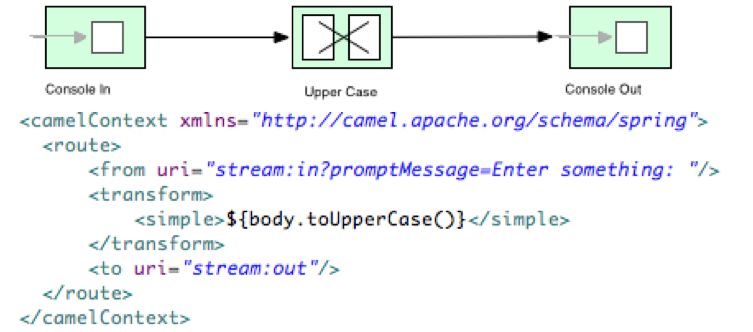 Console In
Upper Case
Console Out
<camelContext xmlns="http://camel.apache.org/schema/spring">
<route>
<from uri="stream:in?promptMessage=Enter something: "/>
<transform>
<simple>${body.toUpperCase()}</simple>
</transform>
<to uri="stream:out"/>
</route>
</camelContext>